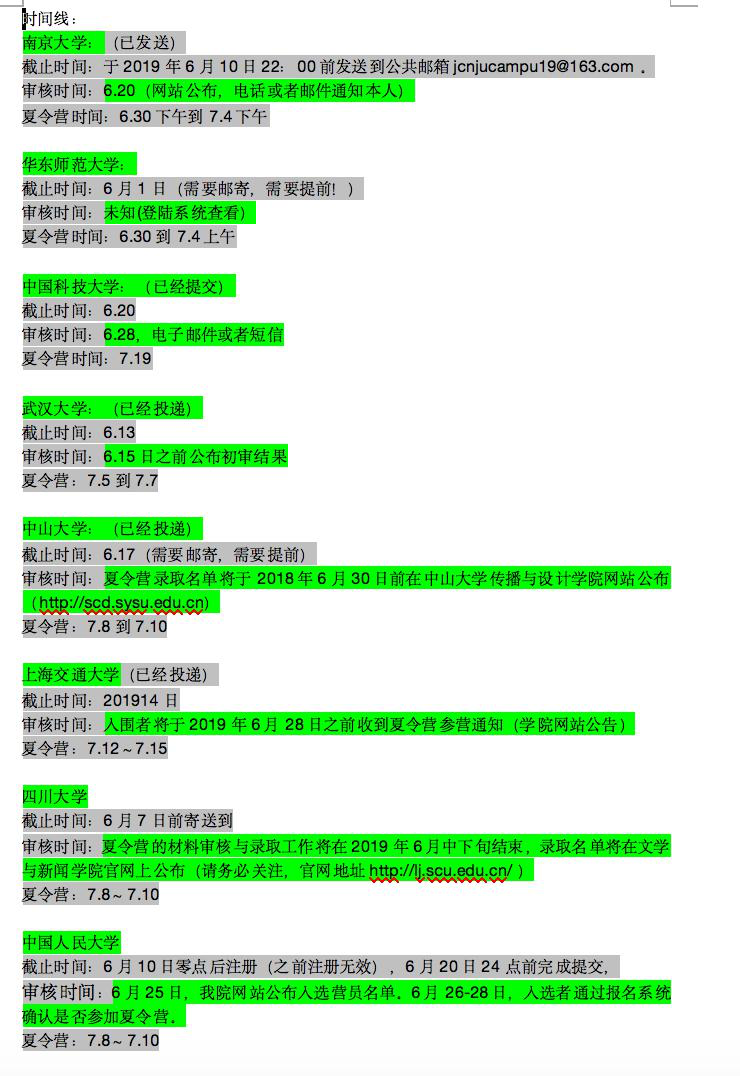 时间线：
南京大学：（已发送）
截止时间：于 2019 年 6 月 10 日 22：00 前发送到公共邮箱 jcnjucampu19@163.com 。
审核时间：6.20（网站公布，电话或者邮件通知本人）
夏令营时间：6.30 下午到 7.4 下午
华东师范大学：
截止时间：6 月 1 日（需要邮寄，需要提前！）
审核时间：未知(登陆系统查看）
夏令营时间：6.30 到 7.4 上午
中国科技大学：（已经提交）
截止时间：6.20
审核时间：6.28，电子邮件或者短信
夏令营时间：7.19
武汉大学：（已经投递）
截止时间：6.13
审核时间：6.15 日之前公布初审结果
夏令营：7.5 到 7.7
中山大学：（已经投递）
截止时间：6.17（需要邮寄，需要提前）
审核时间：夏令营录取名单将于 2018 年 6 月 30 日前在中山大学传播与设计学院网站公布
（http://scd.sysu.edu.cn）
夏令营：7.8 到 7.10
上海交通大学（已经投递）
截止时间：201914 日
审核时间：入围者将于 2019 年 6 月 28 日之前收到夏令营参营通知（学院网站公告）
夏令营：7.12～7.15
四川大学
截止时间：6 月 7 日前寄送到
审核时间：夏令营的材料审核与录取工作将在 2019 年 6 月中下旬结束，录取名单将在文学
与新闻学院官网上公布（请务必关注，官网地址 http://lj.scu.edu.cn/ ）
夏令营：7.8～7.10
中国人民大学
截止时间：6 月 10 日零点后注册（之前注册无效），6 月 20 日 24 点前完成提交，
审核时间：6 月 25 日，我院网站公布入选营员名单。6 月 26-28 日，入选者通过报名系统
确认是否参加夏令营。
夏令营：7.8～7.10